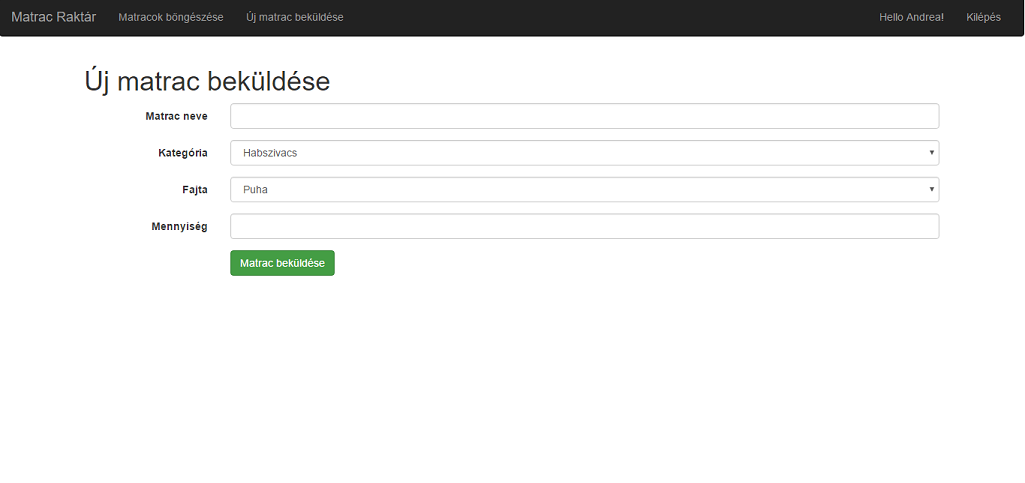 Matrac Raktár Matracok böngészése Új matrac beküldése Hello Andrea! Kilépés
Új matrac beküldése
Matrac neve
Kategória Habszivacs
Fajta Puha
Mennyiség
Matrac beküldése